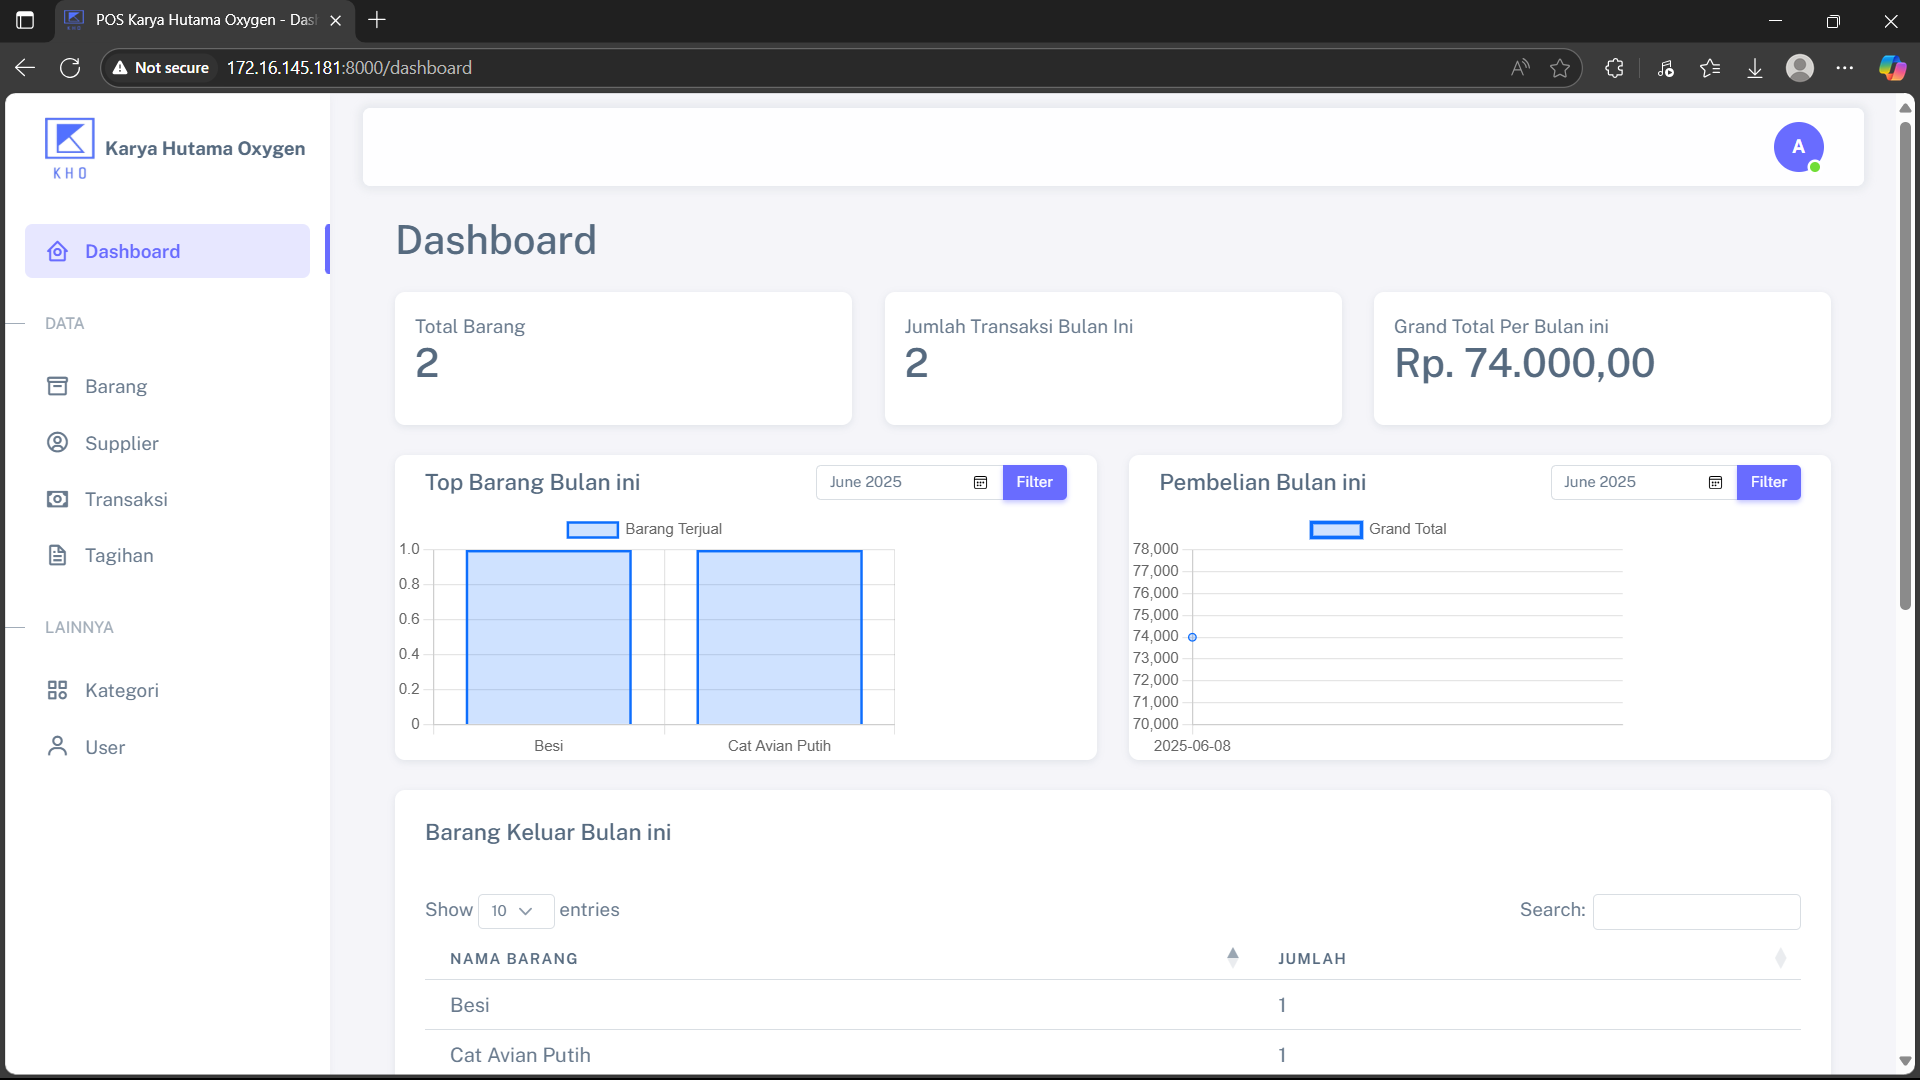 POS Karya Hutama Oxygen - Das
Not secure 172.16.145.181:8000/dashboard
KHO
Karya Hutama Oxygen
A
Dashboard
DATA
Barang
Supplier
Transaksi
Tagihan
LAINNYA
Kategori
User
Dashboard
Total Barang
2
Jumlah Transaksi Bulan Ini
2
Grand Total Per Bulan ini
Rp. 74.000,00
Top Barang Bulan ini
June 2025
Filter
Barang Terjual
1.0
0.8
0.6
0.4
0.2
0
Besi Cat Avian Putih
Pembelian Bulan ini
June 2025
Filter
Grand Total
78,000
77,000
76,000
75,000
74,000
73,000
72,000
71,000
70,000
2025-06-08
Barang Keluar Bulan ini
Show 10 entries
Search:
NAMA BARANG JUMLAH
Besi 1
Cat Avian Putih 1